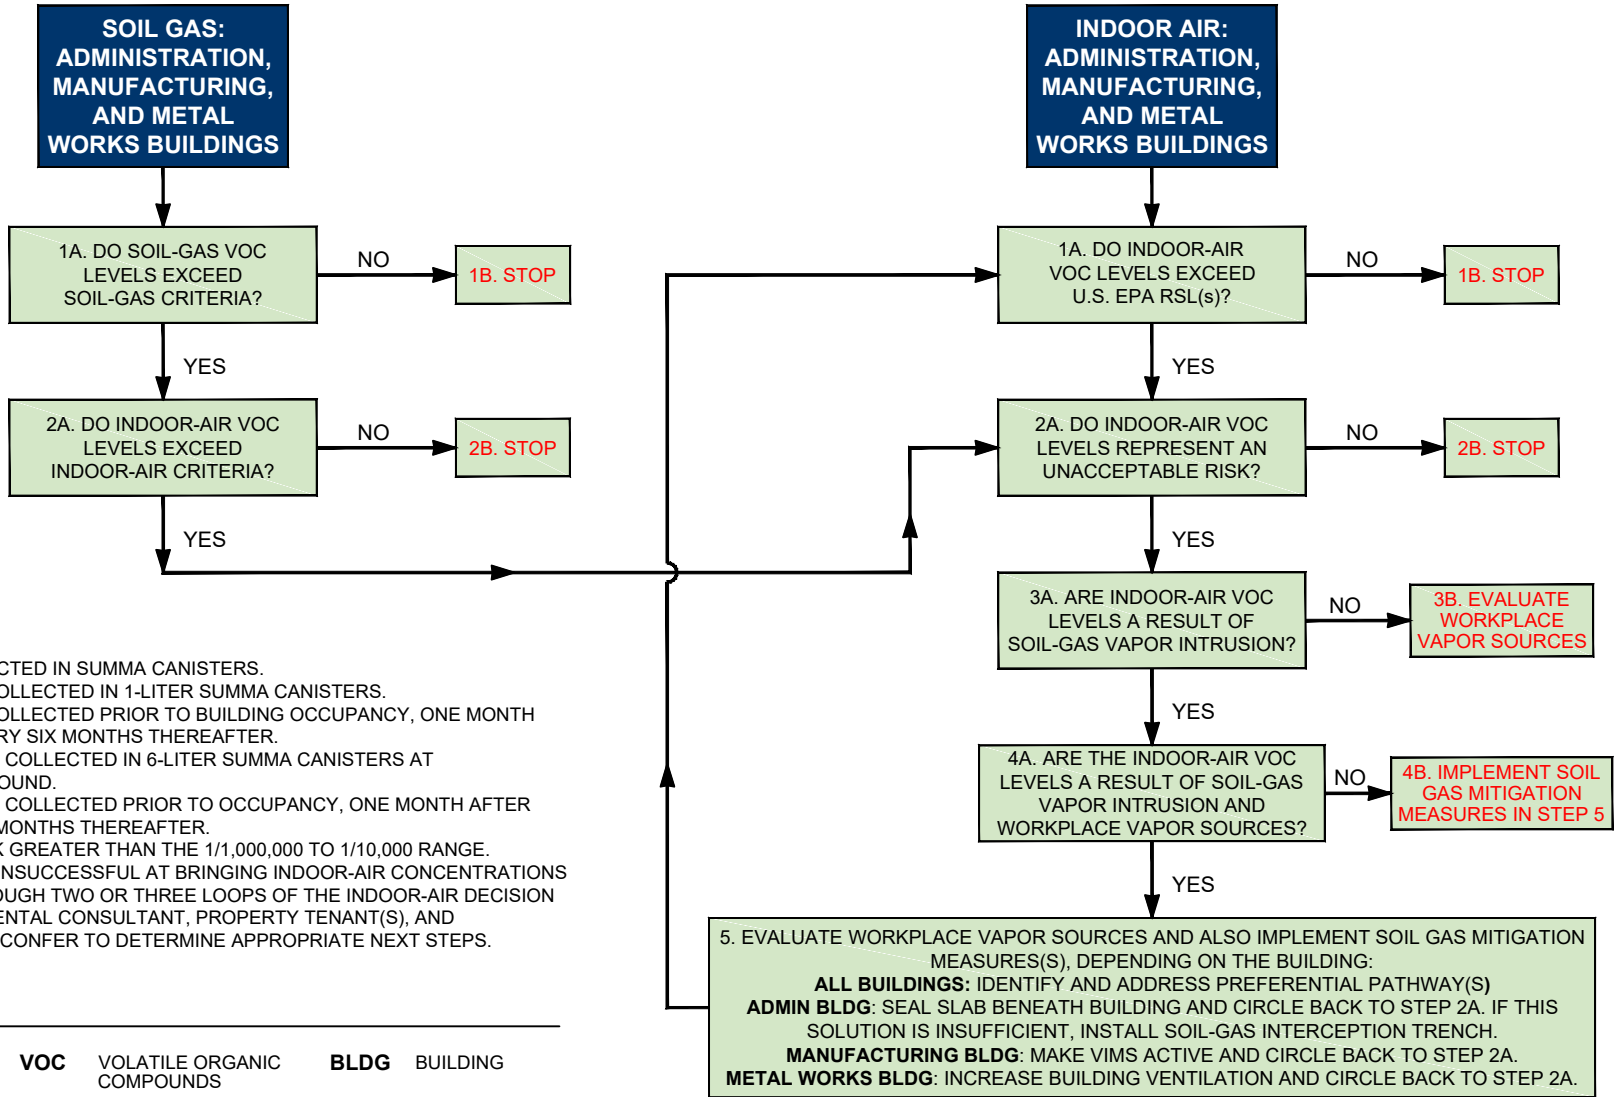 SOIL GAS:
ADMINISTRATION,
MANUFACTURING,
AND METAL
WORKS BUILDINGS
1A. DO SOIL-GAS VOC
LEVELS EXCEED
SOIL-GAS CRITERIA?
NO
1B. STOP
YES
2A. DO INDOOR-AIR VOC
LEVELS EXCEED
INDOOR-AIR CRITERIA?
NO
2B. STOP
YES
INDOOR AIR:
ADMINISTRATION,
MANUFACTURING,
AND METAL
WORKS BUILDINGS
1A. DO INDOOR-AIR
VOC LEVELS EXCEED
U.S. EPA RSL(s)?
NO
1B. STOP
YES
2A. DO INDOOR-AIR VOC
LEVELS REPRESENT AN
UNACCEPTABLE RISK?
NO
2B. STOP
YES
3A. ARE INDOOR-AIR VOC
LEVELS A RESULT OF
SOIL-GAS VAPOR INTRUSION?
NO
3B. EVALUATE
WORKPLACE
VAPOR SOURCES
YES
4A. ARE THE INDOOR-AIR VOC
LEVELS A RESULT OF SOIL-GAS
VAPOR INTRUSION AND
WORKPLACE VAPOR SOURCES?
NO
4B. IMPLEMENT SOIL
GAS MITIGATION
MEASURES IN STEP 5
YES
5. EVALUATE WORKPLACE VAPOR SOURCES AND ALSO IMPLEMENT SOIL GAS MITIGATION
MEASURES(S), DEPENDING ON THE BUILDING:
ALL BUILDINGS: IDENTIFY AND ADDRESS PREFERENTIAL PATHWAY(S)
ADMIN BLDG: SEAL SLAB BENEATH BUILDING AND CIRCLE BACK TO STEP 2A. IF THIS
SOLUTION IS INSUFFICIENT, INSTALL SOIL-GAS INTERCEPTION TRENCH.
MANUFACTURING BLDG: MAKE VIMS ACTIVE AND CIRCLE BACK TO STEP 2A.
METAL WORKS BLDG: INCREASE BUILDING VENTILATION AND CIRCLE BACK TO STEP 2A.
IN SUMMA CANISTERS.
COLLECTED IN 1-LITER SUMMA CANISTERS.
COLLECTED PRIOR TO BUILDING OCCUPANCY, ONE MONTH
SIX MONTHS THEREAFTER.
COLLECTED IN 6-LITER SUMMA CANISTERS AT
COLLECTED PRIOR TO OCCUPANCY, ONE MONTH AFTER
MONTHS THEREAFTER.
GREATER THAN THE 1/1,000,000 TO 1/10,000 RANGE.
UNSUCCESSFUL AT BRINGING INDOOR-AIR CONCENTRATIONS
TWO OR THREE LOOPS OF THE INDOOR-AIR DECISION
CONSULTANT, PROPERTY TENANT(S), AND
CONFER TO DETERMINE APPROPRIATE NEXT STEPS.
VOC VOLATILE ORGANIC
COMPOUNDS
BLDG BUILDING